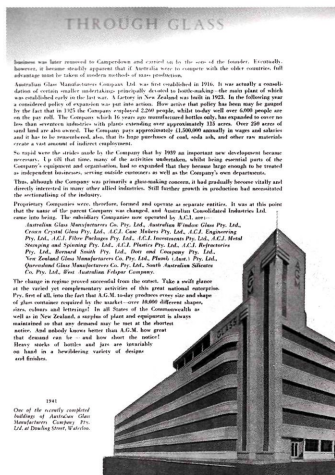 THROUGH GLASS
business was later removed to Camperdown and carried on by the sons of the founder. Eventually,
however, it became steadily apparent that if Australia were to compete with the older countries, full
advantage must be taken of modern methods of mass production.
Australian Glass Manufacturers Company Ltd. was first established in 1916. It was actually a consoli-
dation of certain smaller undertakings principally devoted to bottle-making—the main plant of which
was established early in the last war. A factory in New Zealand was built in 1923. In the following year
a considered policy of expansion was put into action. How active that policy has been may be gauged
by the fact that in 1925 the Company employed 2,260 people, whilst to-day well over 6,000 people are
on the pay roll. The Company which 16 years ago manufactured bottles only, has expanded to cover no
less than seventeen industries with plants extending over approximately 155 acres. Over 250 acres of
sand land are also owned. The Company pays approximately £1,500,000 annually in wages and salaries
and it has to be remembered, also, that its huge purchases of coal, soda ash, and other raw materials
create a vast amount of indirect employment.
So rapid were the strides made by the Company that by 1939 an important new development became
necessary. Up till that time, many of the activities undertaken, whilst being essential parts of the
Company's equipment and organisation, had so expanded that they became large enough to be treated
as independent businesses, serving outside customers as well as the Company's own departments.
Thus, although the Company was primarily a glass-making concern, it had gradually become vitally and
directly interested in many other allied industries. Still further growth in production had necessitated
the sectionalising of the industry.
Proprietary Companies were, therefore, formed and operate as separate entities. It was at this point
that the name of the parent Company was changed, and Australian Consolidated Industries Ltd.
came into being. The subsidiary Companies now operated by A.C.I. are:—
Australian Glass Manufacturers Co. Pty. Ltd., Australian Window Glass Pty. Ltd.,
Crown Crystal Glass Pty. Ltd., A.C.I. Case Makers Pty. Ltd., A.C.I. Engineering
Pty. Ltd., A.C.I. Fibre Packages Pty. Ltd., A.C.I. Investments Pty. Ltd., A.C.I. Metal
Stamping and Spinning Pty. Ltd., A.C.I. Plastics Pty. Ltd., A.C.I. Refractories
Pty. Ltd., Bernard South Pty. Ltd., Dott and Company Pty. Ltd.,
New Zealand Glass Manufacturers Co. Pty. Ltd., Plumb (Aust.) Pty. Ltd.,
Queensland Glass Manufacturers Co. Pty. Ltd., South Australian Silicates
Co. Pty. Ltd., West Australian Felspar Company.
The change in regime proved successful from the outset. Take a swift glance
at the varied yet complementary activities of this great national enterprise.
Pty. first of all, into the fact that A.G.M. to-day produces every size and shape
of glass container required by the market—over 10,000 different shapes,
sizes, colours and letterings! In all States of the Commonwealth as
well as in New Zealand, a surplus of plant and equipment is always
maintained so that any demand may be met at the shortest
notice. And nobody knows better than A.G.M. how great
that demand can be — and how short the notice!
Heavy stocks of bottles and jars are invariably
on hand in a bewildering variety of designs
and finishes.
1941
One of the recently completed
buildings of Australian Glass
Manufacturers Company Pty.
Ltd. at Dowling Street, Waterloo.